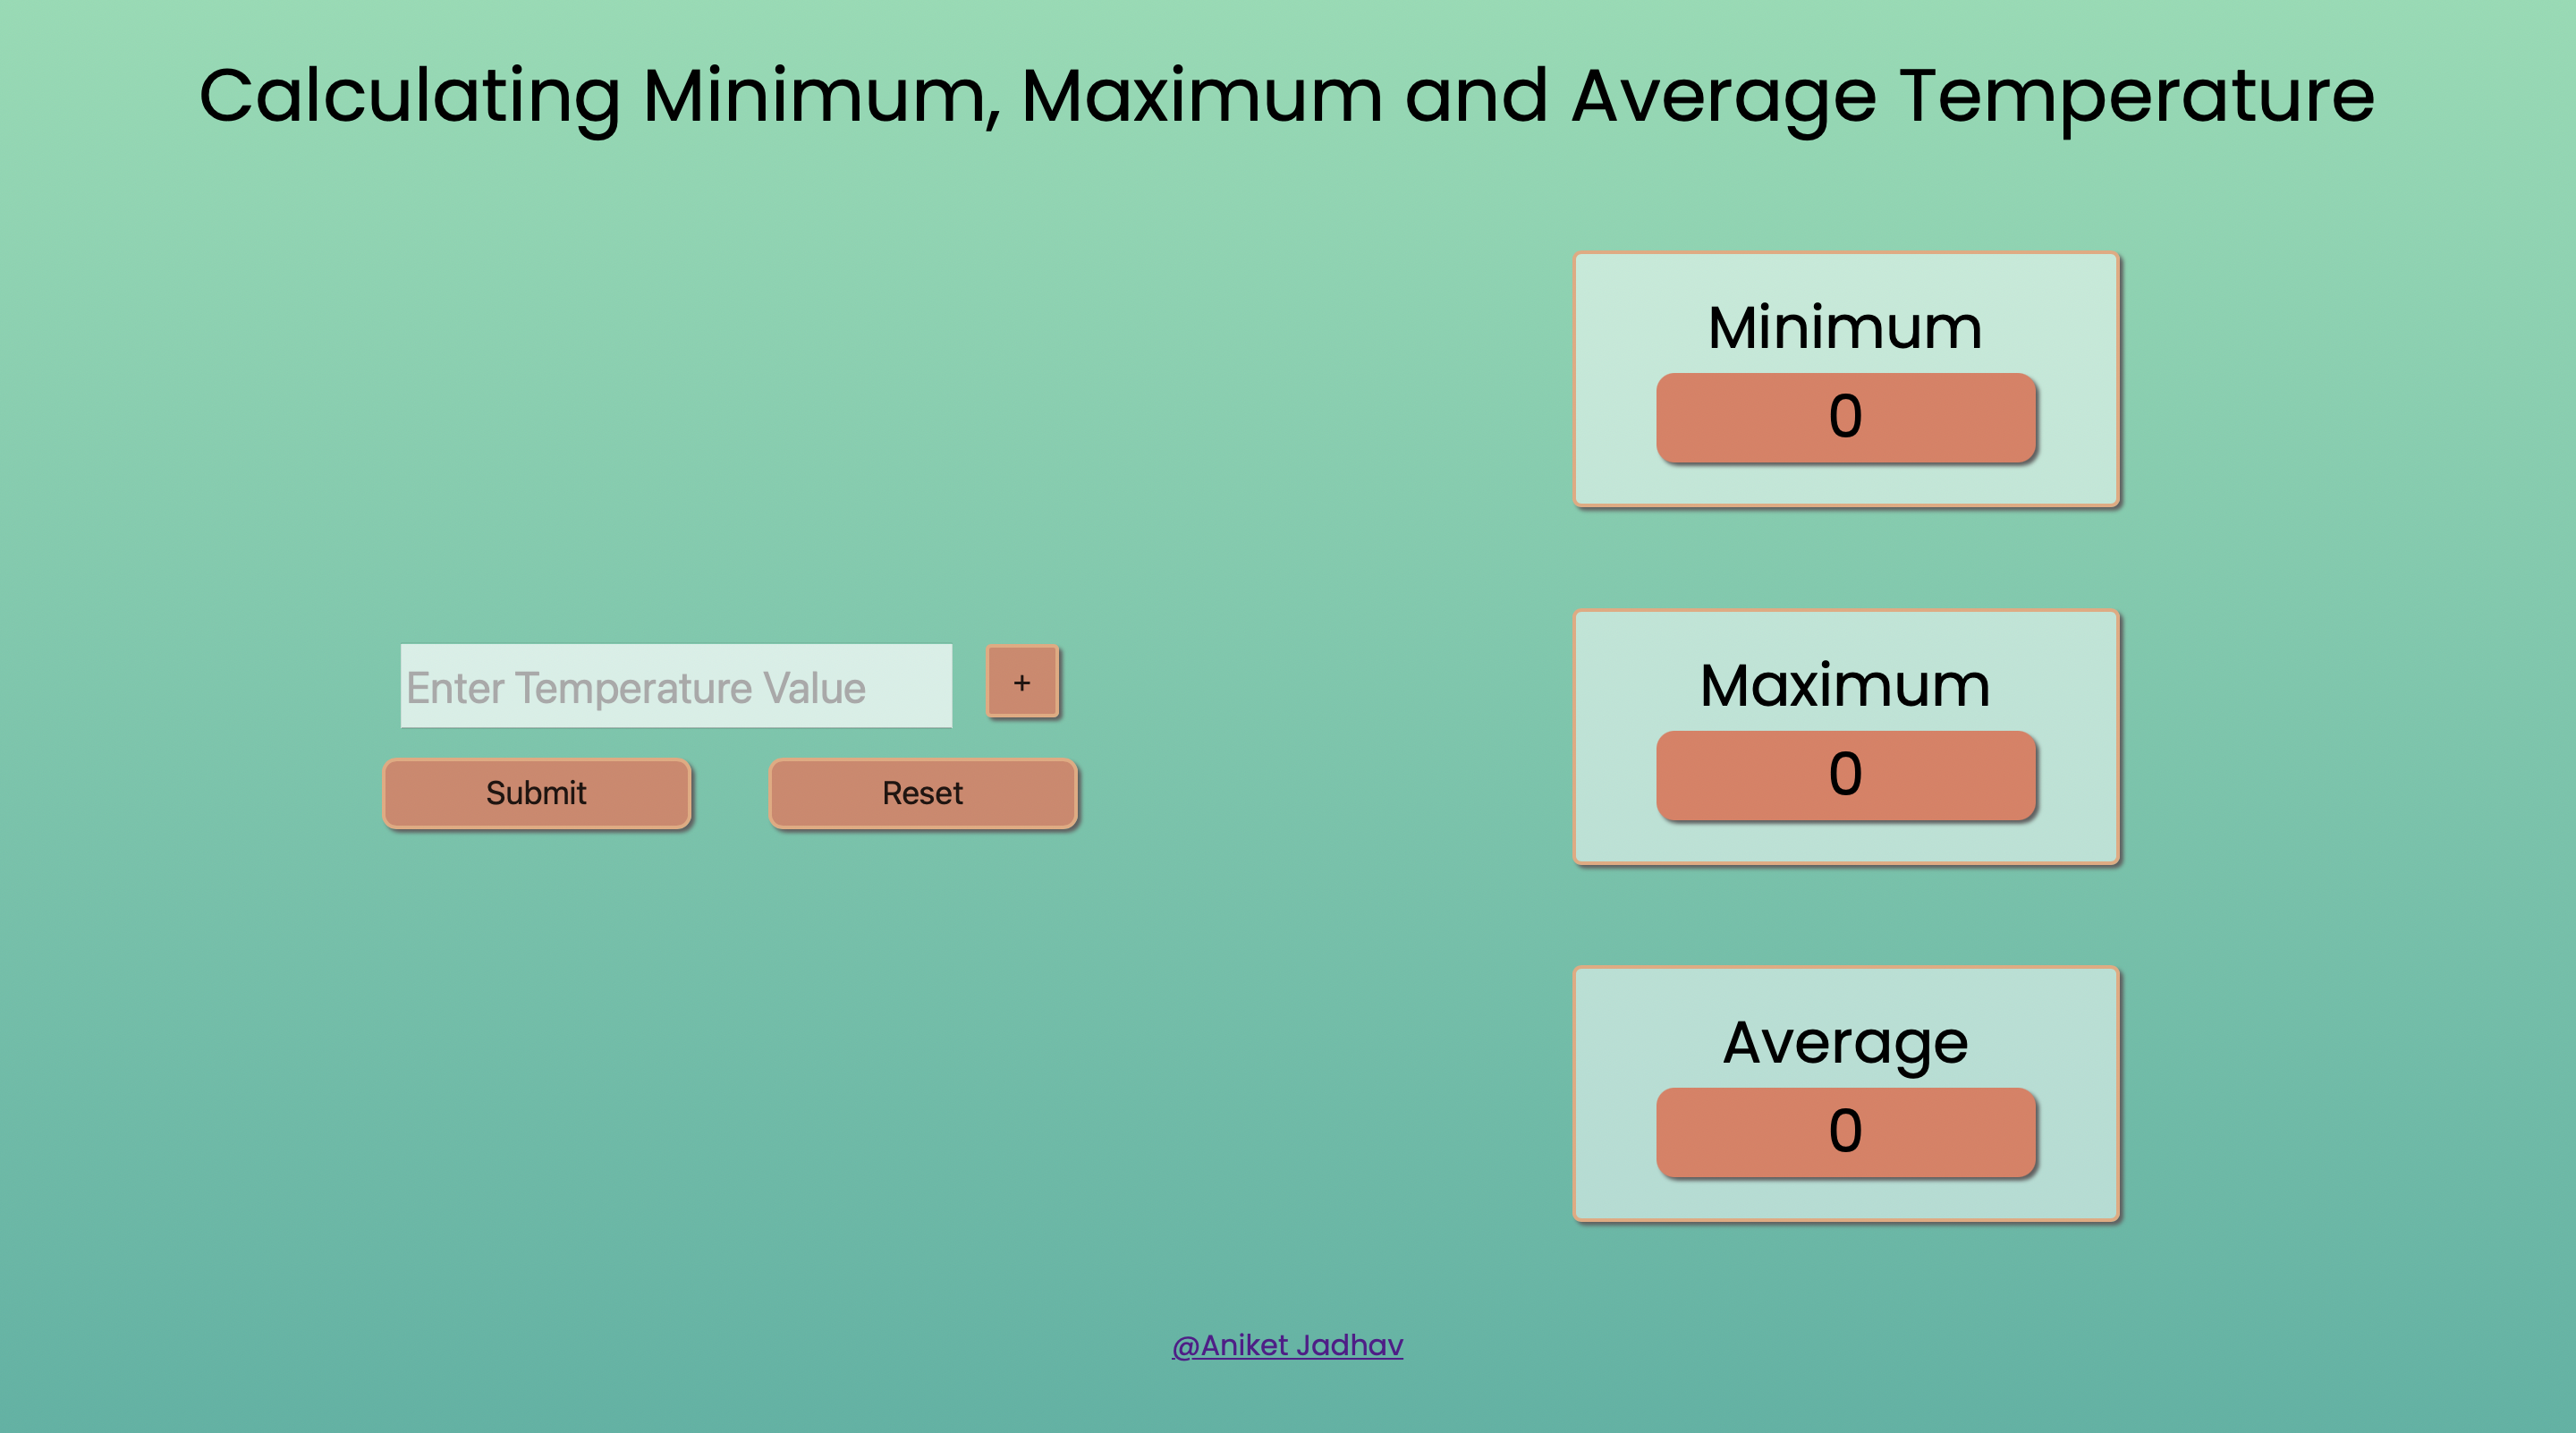 Calculating Minimum, Maximum and Average Temperature
Enter Temperature Value
+
Submit
Reset
Minimum
0
Maximum
0
Average
0
@Aniket Jadhav